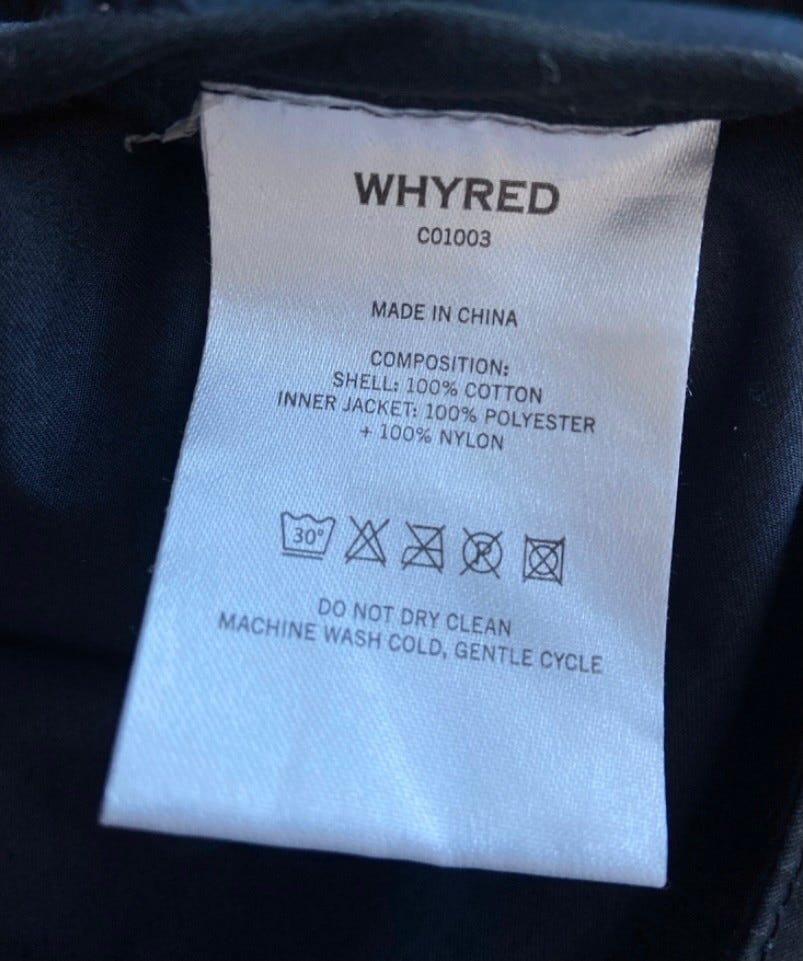 WHYRED
C01003
MADE IN CHINA
COMPOSITION:
SHELL: 100% COTTON
INNER JACKET: 100% POLYESTER
+ 100% NYLON
30° P
DO NOT DRY CLEAN
MACHINE WASH COLD, GENTLE CYCLE